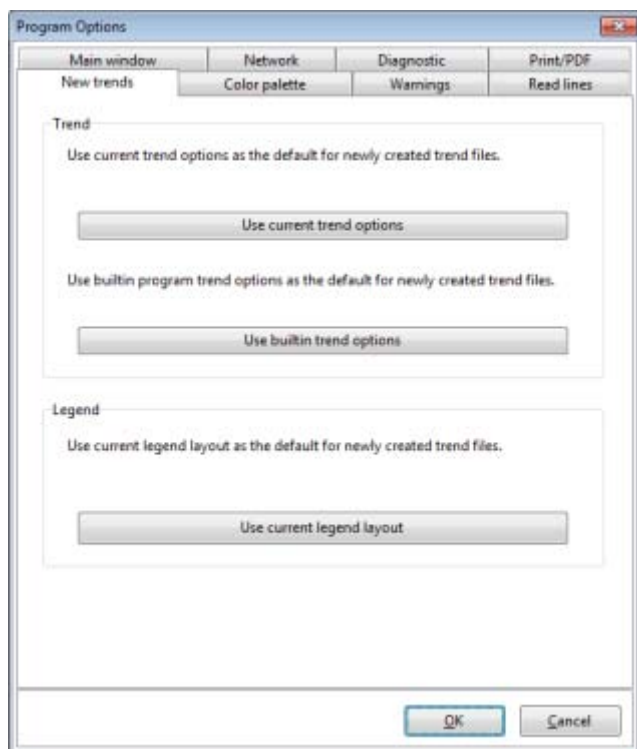 Program Options
Main window Network Diagnostic Print/PDF
New trends Color palette Warnings Read lines
Trend
Use current trend options as the default for newly created trend files.
Use current trend options
Use builtin program trend options as the default for newly created trend files.
Use builtin trend options
Legend
Use current legend layout as the default for newly created trend files.
Use current legend layout
OK Cancel